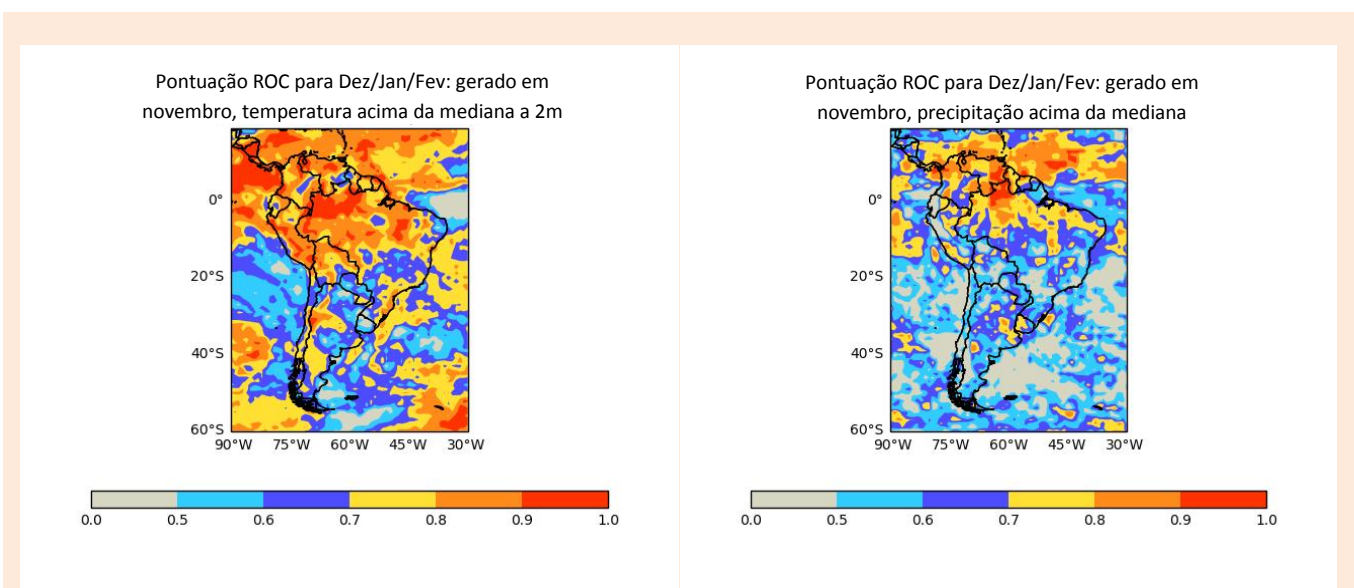 Pontuação ROC para Dez/Jan/Fev: gerado em
novembro, temperatura acima da mediana a 2m
0°
20°S
40°S
60°S
90°W 75°W 60°W 45°W 30°W
0.0 0.5 0.6 0.7 0.8 0.9 1.0
Pontuação ROC para Dez/Jan/Fev: gerado em
novembro, precipitação acima da mediana
0°
20°S
40°S
60°S
90°W 75°W 60°W 45°W 30°W
0.0 0.5 0.6 0.7 0.8 0.9 1.0